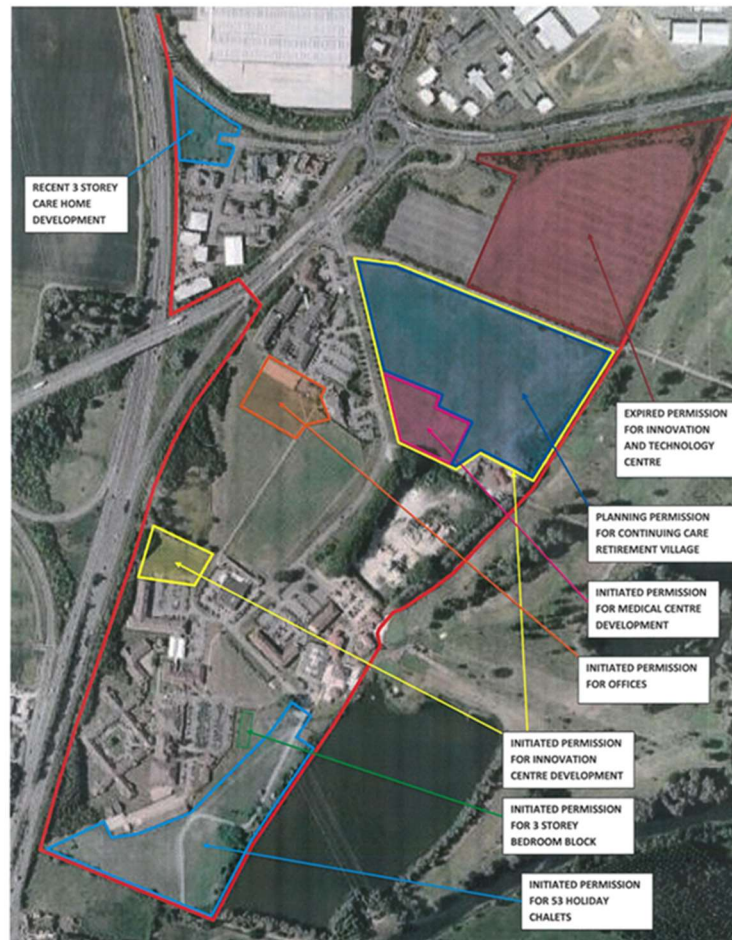 RECENT 3 STOREY
CARE HOME
DEVELOPMENT
EXPIRED PERMISSION
FOR INNOVATION
AND TECHNOLOGY
CENTRE
PLANNING PERMISSION
FOR CONTINUING CARE
RETIREMENT VILLAGE
INITIATED PERMISSION
FOR MEDICAL CENTRE
DEVELOPMENT
INITIATED PERMISSION
FOR OFFICES
INITIATED PERMISSION
FOR INNOVATION
CENTRE DEVELOPMENT
INITIATED PERMISSION
FOR 3 STOREY
BEDROOM BLOCK
INITIATED PERMISSION
FOR 53 HOLIDAY
CHALETS